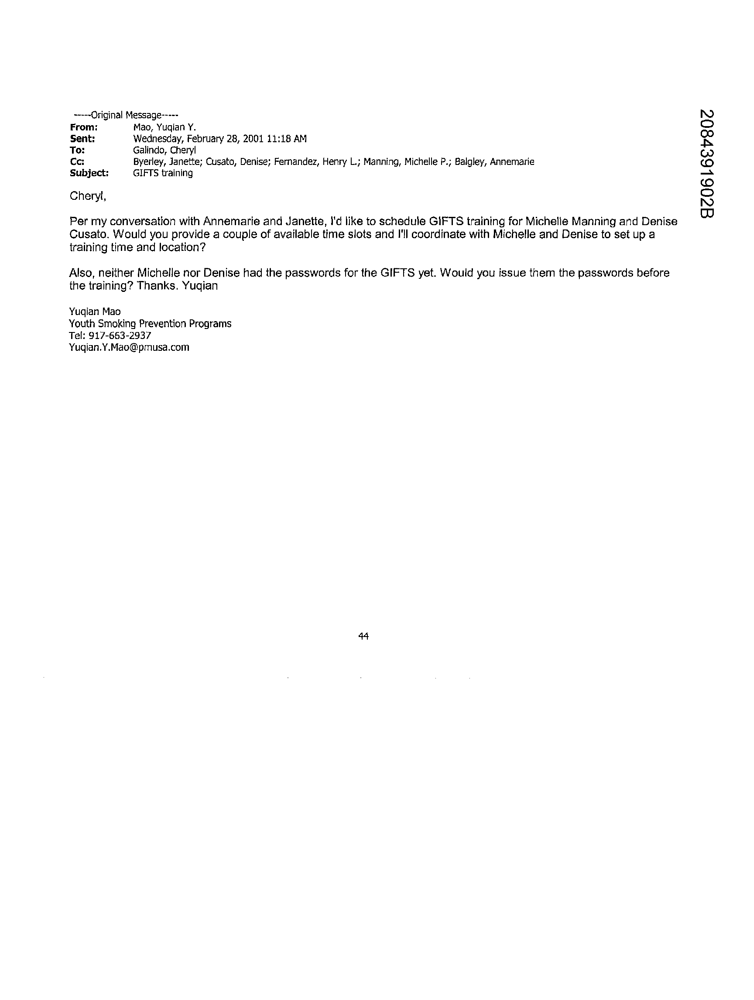 -----Original Message-----
From: Mao, Yuqian Y.
Sent: Wednesday, February 28, 2001 11:18 AM
To: Galindo, Cheryl
Cc: Byerley, Janette; Cusato, Denise; Fernandez, Henry L.; Manning, Michelle P.; Balgley, Annemarie
Subject: GIFTS training
Cheryl,
Per my conversation with Annemarie and Janette, I'd like to schedule GIFTS training for Michelle Manning and Denise
Cusato. Would you provide a couple of available time slots and I'll coordinate with Michelle and Denise to set up a
training time and location?
Also, neither Michelle nor Denise had the passwords for the GIFTS yet. Would you issue them the passwords before
the training? Thanks. Yuqian
Yuqian Mao
Youth Smoking Prevention Programs
Tel: 917-663-2937
Yuqian.Y.Mao@pmusa.com
44
2084391902B